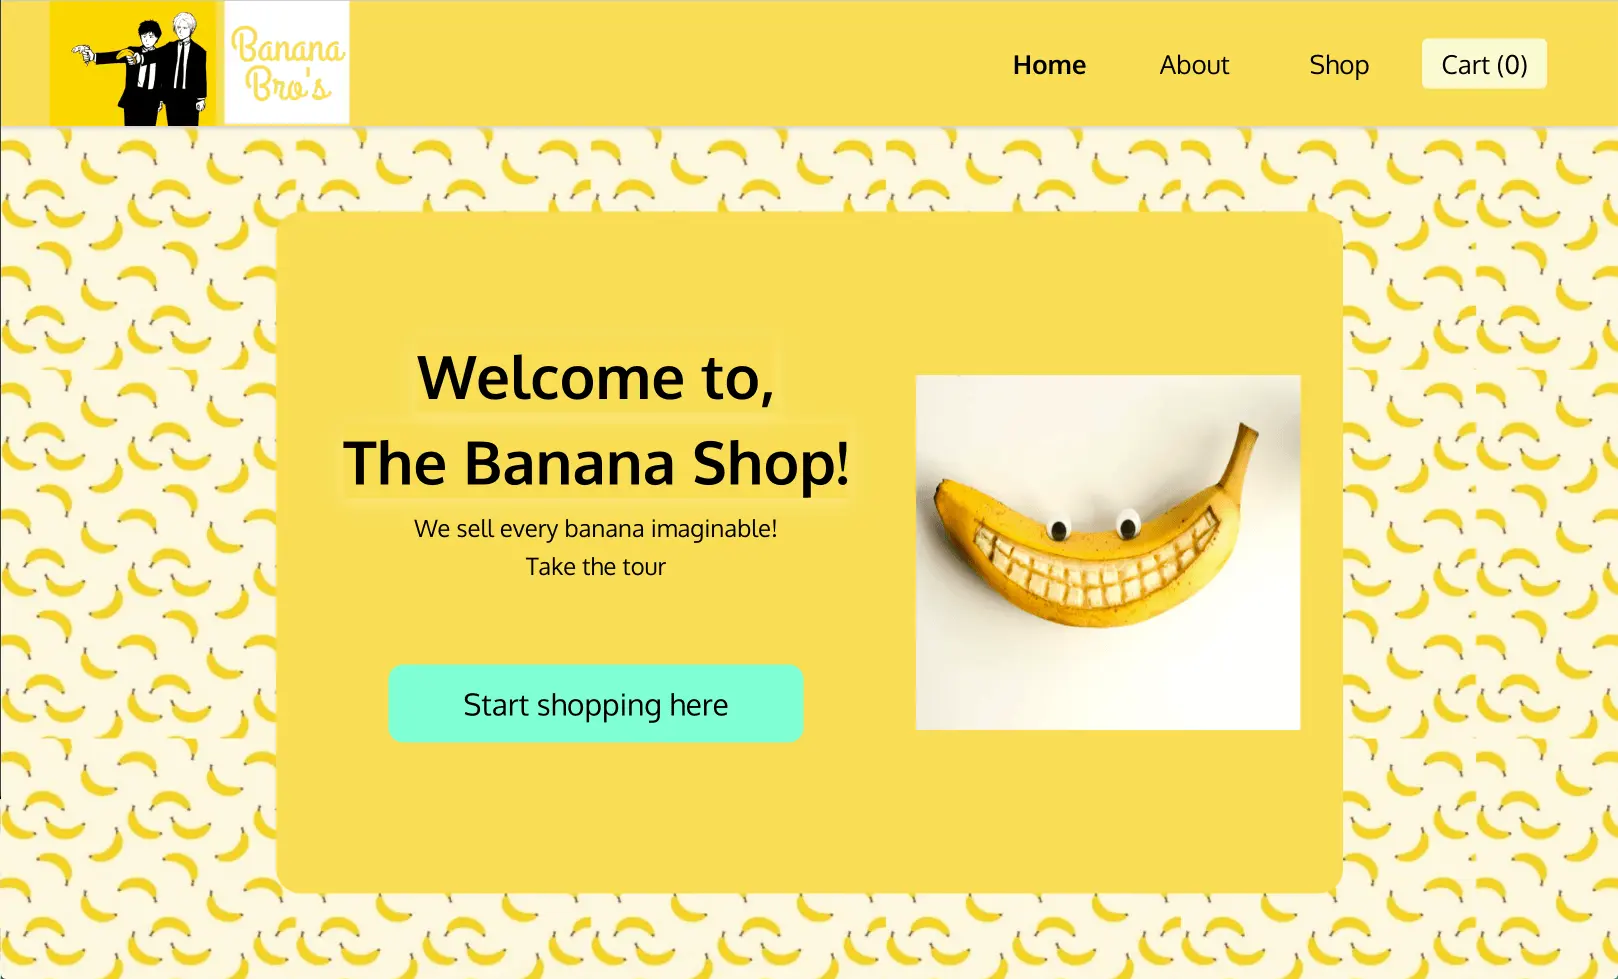 Banana
Bro's
Home
About
Shop
Cart (0)
Welcome to,
The Banana Shop!
We sell every banana imaginable!
Take the tour
Start shopping here